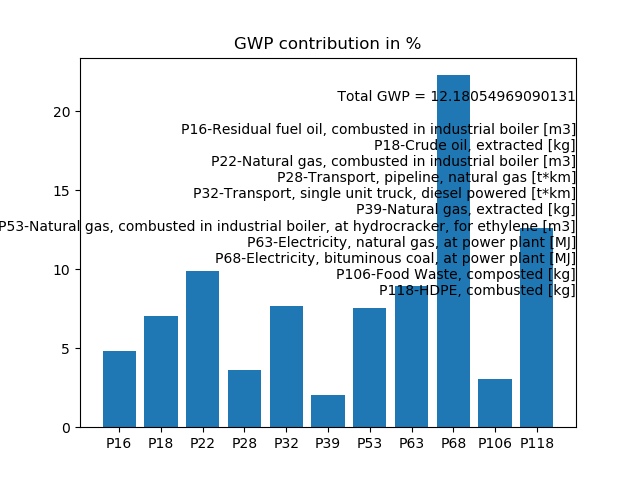 GWP contribution in %
Total GWP = 12.18054969090131
P16-Residual fuel oil, combusted in industrial boiler [m3]
P18-Crude oil, extracted [kg]
P22-Natural gas, combusted in industrial boiler [m3]
P28-Transport, pipeline, natural gas [t*km]
P32-Transport, single unit truck, diesel powered [t*km]
P39-Natural gas, extracted [kg]
P53-Natural gas, combusted in industrial boiler, at hydrocracker, for ethylene [m3]
P63-Electricity, natural gas, at power plant [MJ]
P68-Electricity, bituminous coal, at power plant [MJ]
P106-Food Waste, composted [kg]
P118-HDPE, combusted [kg]
20
15
10
5
0
P16 P18 P22 P28 P32 P39 P53 P63 P68 P106 P118